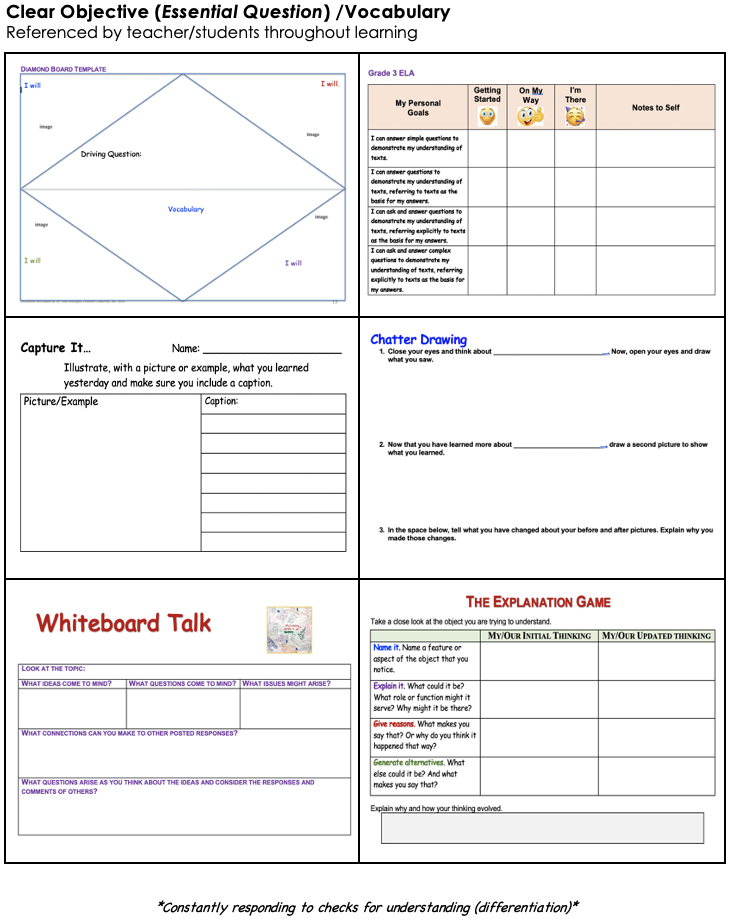 Clear Objective (Essential Question) /Vocabulary
Referenced by teacher/students throughout learning
DIAMOND BOARD TEMPLATE
I will
I will.
image
image
Driving Question:
Vocabulary
image
image
I will
I will
Grade 3 ELA
My Personal
Goals
Getting
Started
On My
Way
I'm
There
Notes to Self
I can answer simple questions to
demonstrate my understanding of
texts.
I can answer questions to
demonstrate my understanding of
texts, referring to texts as the
basis for my answers.
I can ask and answer questions to
demonstrate my understanding of
texts, referring explicitly to texts
as the basis for my answers.
I can ask and answer complex
questions to demonstrate my
understanding of texts, referring
explicitly to texts as the basis for
my answers.
Capture It...
Name: ______________________
Illustrate, with a picture or example, what you learned
yesterday and make sure you include a caption.
Picture/Example
Caption:
Chatter Drawing
1. Close your eyes and think about ______________________. Now, open your eyes and draw
what you saw.
2. Now that you have learned more about ______________________, draw a second picture to show
what you learned.
3. In the space below, tell what you have changed about your before and after pictures. Explain why you
made those changes.
Whiteboard Talk
LOOK AT THE TOPIC:
WHAT IDEAS COME TO MIND?
WHAT QUESTIONS COME TO MIND?
WHAT ISSUES MIGHT ARISE?
WHAT CONNECTIONS CAN YOU MAKE TO OTHER POSTED RESPONSES?
WHAT QUESTIONS ARISE AS YOU THINK ABOUT THE IDEAS AND CONSIDER THE RESPONSES AND
COMMENTS OF OTHERS?
THE EXPLANATION GAME
Take a close look at the object you are trying to understand.
MY/OUR INITIAL THINKING
MY/OUR UPDATED THINKING
Name it. Name a feature or
aspect of the object that you
notice.
Explain it. What could it be?
What role or function might it
serve? Why might it be there?
Give reasons. What makes you
say that? Or why do you think it
happened that way?
Generate alternatives. What
else could it be? And what
makes you say that?
Explain why and how your thinking evolved.
*Constantly responding to checks for understanding (differentiation)*